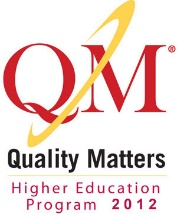 QM®
Quality Matters
Higher Education
Program 2012